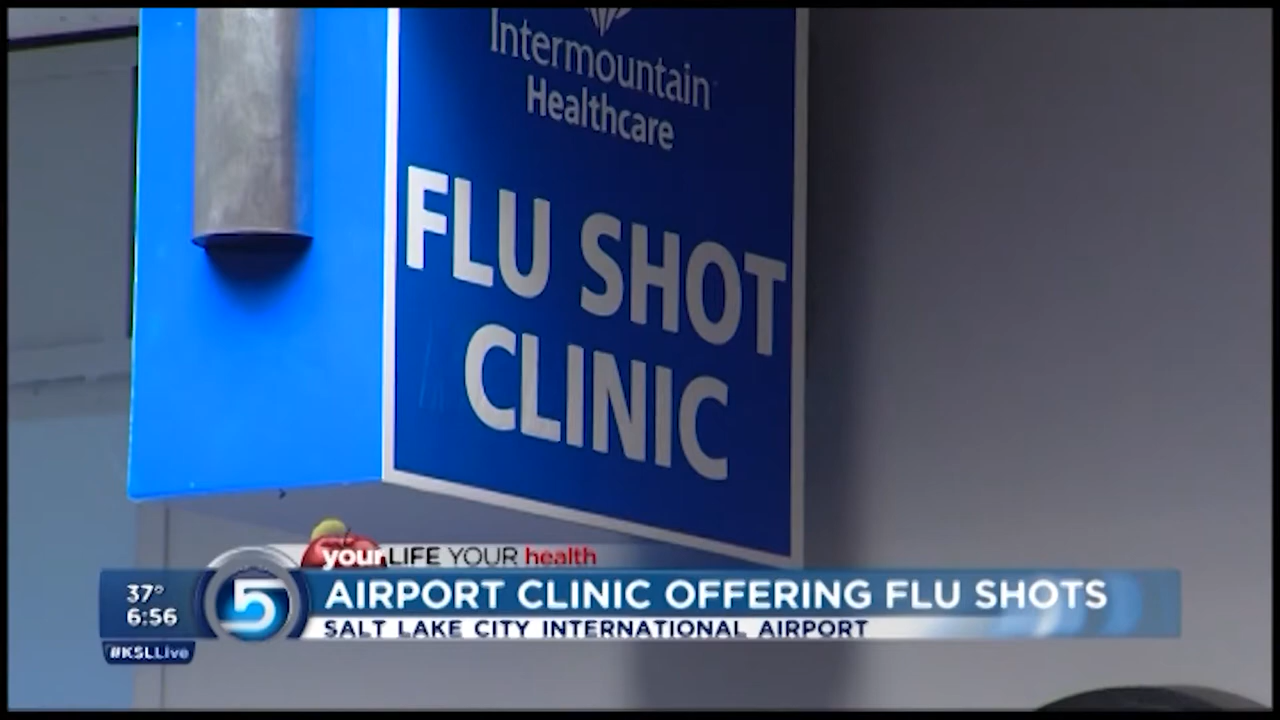 Intermountain
Healthcare
FLU SHOT
CLINIC
yourLIFE YOUR health
37°
6:56
5
AIRPORT CLINIC OFFERING FLU SHOTS
SALT LAKE CITY INTERNATIONAL AIRPORT
#KSLLive